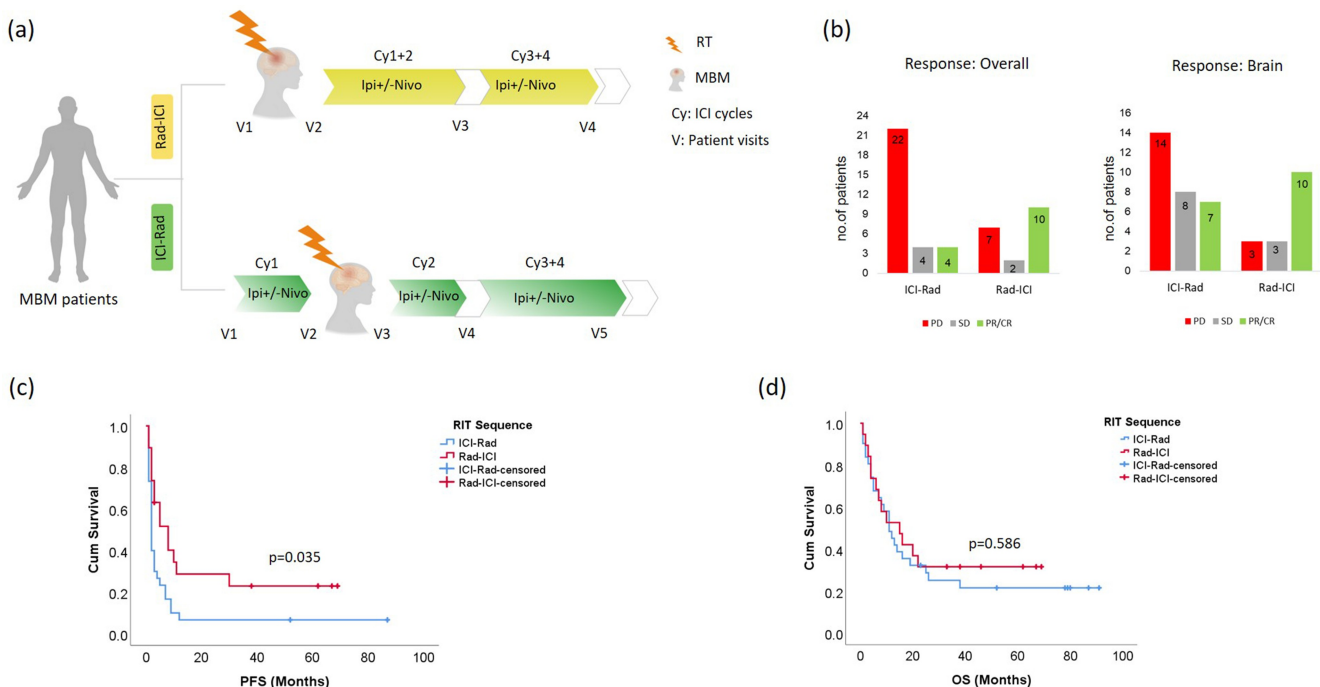 (a)
Rad-ICI
ICI-Rad
MBM patients
Cy1+2
Cy3+4
Ipi+/-Nivo
Ipi+/-Nivo
V1
V2
V3
V4
RT
MBM
Cy: ICI cycles
V: Patient visits
Cy1
Cy2
Cy3+4
Ipi+/-Nivo
Ipi+/-Nivo
Ipi+/-Nivo
V1
V2
V3
V4
V5
(b)
Response: Overall
no.of patients
24
21
18
15
12
9
6
3
0
22
4
4
7
2
10
ICI-Rad
Rad-ICI
PD
SD
PR/CR
Response: Brain
no.of patients
16
14
12
10
8
6
4
2
0
14
8
7
3
3
10
ICI-Rad
Rad-ICI
PD
SD
PR/CR
(c)
Cum Survival
1.0
0.8
0.6
0.4
0.2
0.0
0
20
40
60
80
100
PFS (Months)
p=0.035
RIT Sequence
ICI-Rad
Rad-ICI
ICI-Rad-censored
Rad-ICI-censored
(d)
Cum Survival
1.0
0.8
0.6
0.4
0.2
0.0
0
20
40
60
80
100
OS (Months)
p=0.586
RIT Sequence
ICI-Rad
Rad-ICI
ICI-Rad-censored
Rad-ICI-censored